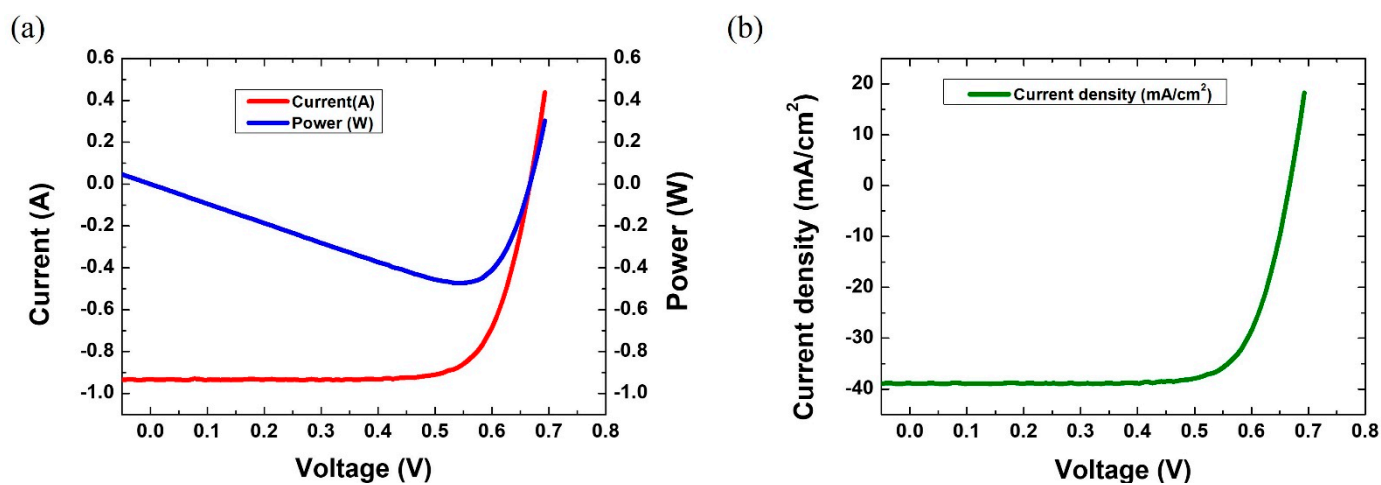 (a)
(b)
0.6
0.4
0.2
0.0
-0.2
-0.4
-0.6
-0.8
-1.0
Current (A)
Current(A)
Power (W)
0.6
0.4
0.2
0.0
-0.2
-0.4
-0.6
-0.8
-1.0
Power (W)
0.0 0.1 0.2 0.3 0.4 0.5 0.6 0.7 0.8
Voltage (V)
20
10
0
-10
-20
-30
-40
Current density (mA/cm²)
Current density (mA/cm²)
0.0 0.1 0.2 0.3 0.4 0.5 0.6 0.7 0.8
Voltage (V)